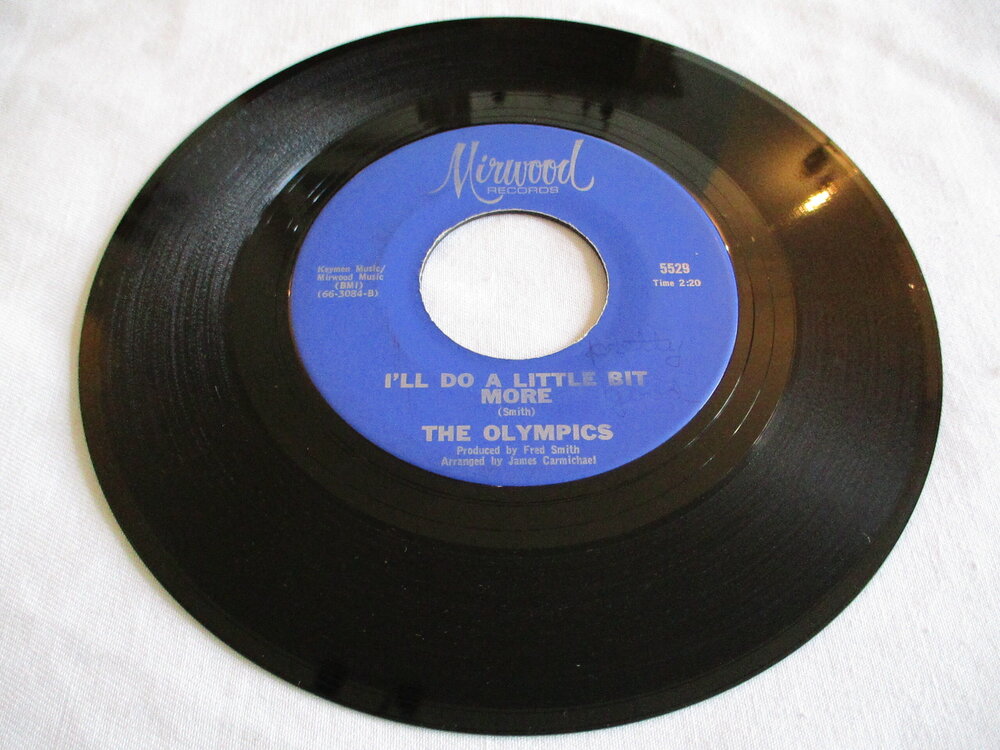 Mirwood
RECORDS
Keymen Music/
Mirwood Music
(BMI)
(66-3084-B)
5529
Time 2:20
I'LL DO A LITTLE BIT
MORE
(Smith)
THE OLYMPICS
Produced by Fred Smith
Arranged by James Carmichael